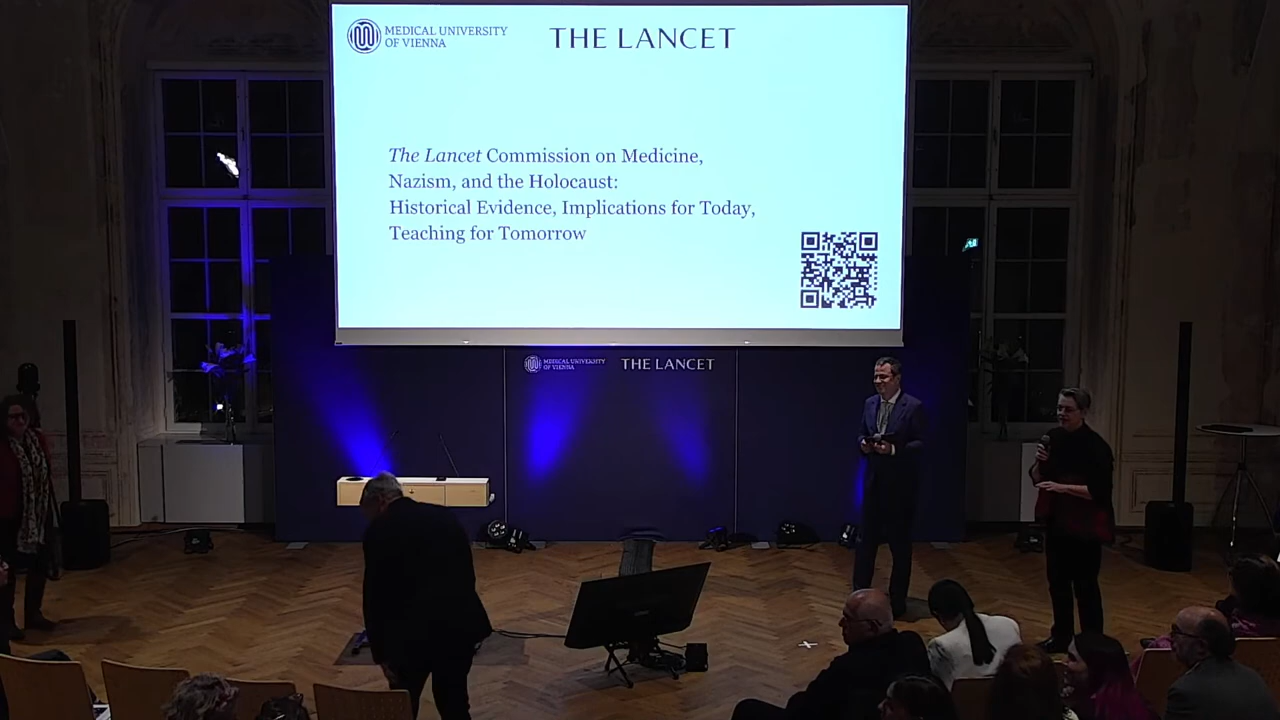 MEDICAL UNIVERSITY
OF VIENNA
THE LANCET
The Lancet Commission on Medicine,
Nazism, and the Holocaust:
Historical Evidence, Implications for Today,
Teaching for Tomorrow
MEDICAL UNIVERSITY
OF VIENNA
THE LANCET